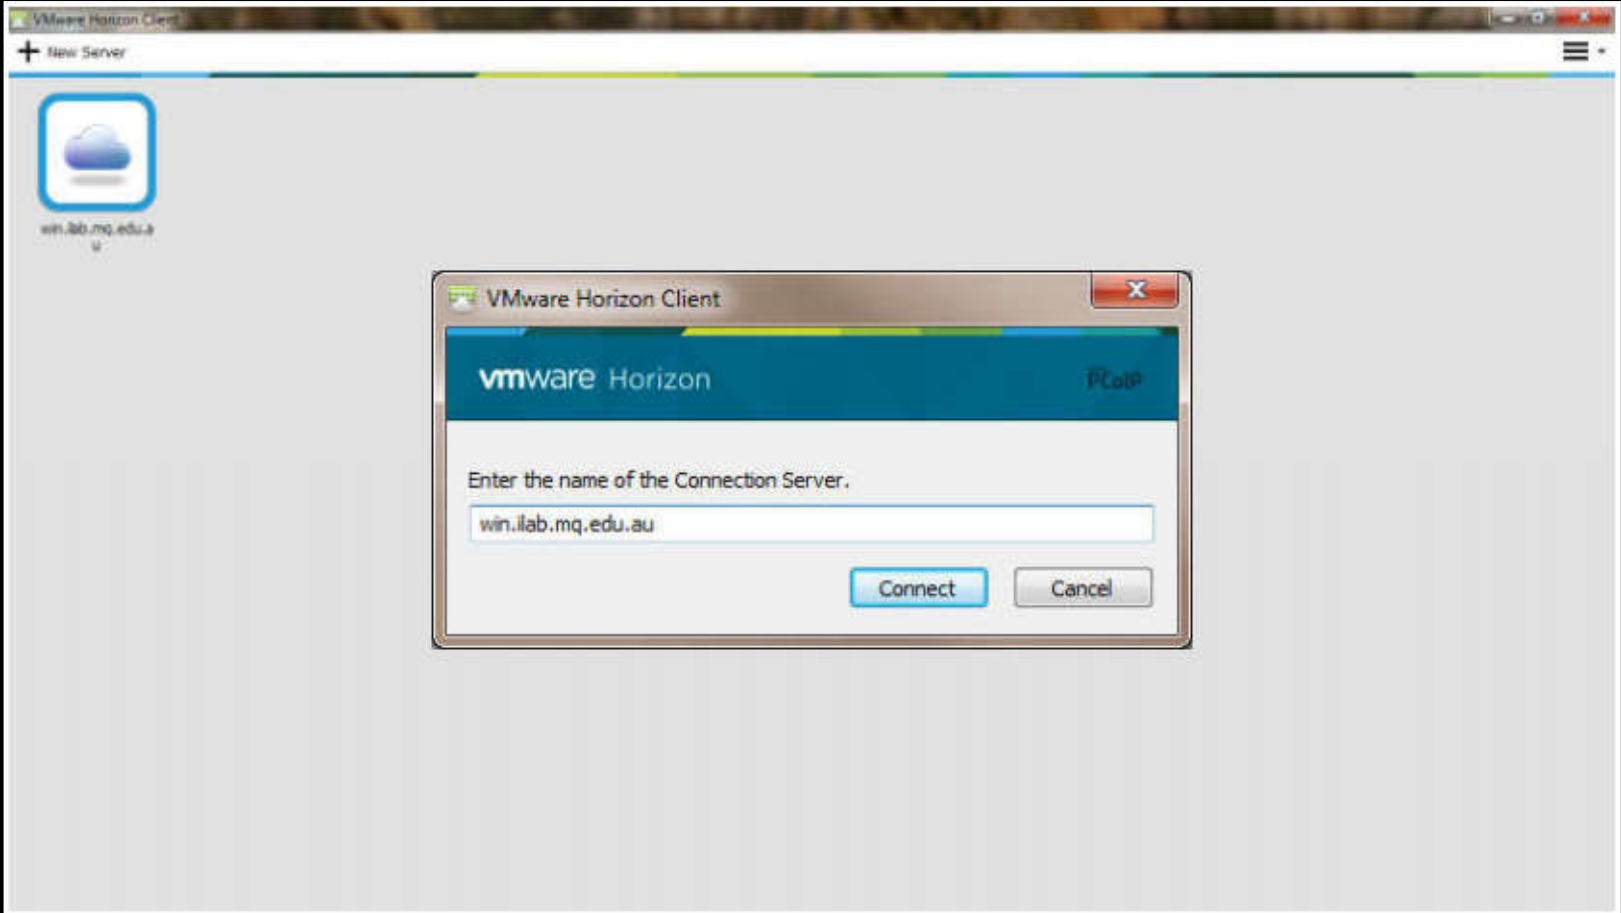 VMware Horizon Client
New Server
win.ilab.mq.edu.a
u
VMware Horizon Client
vmware Horizon
PCoIP
Enter the name of the Connection Server.
win.ilab.mq.edu.au
Connect
Cancel